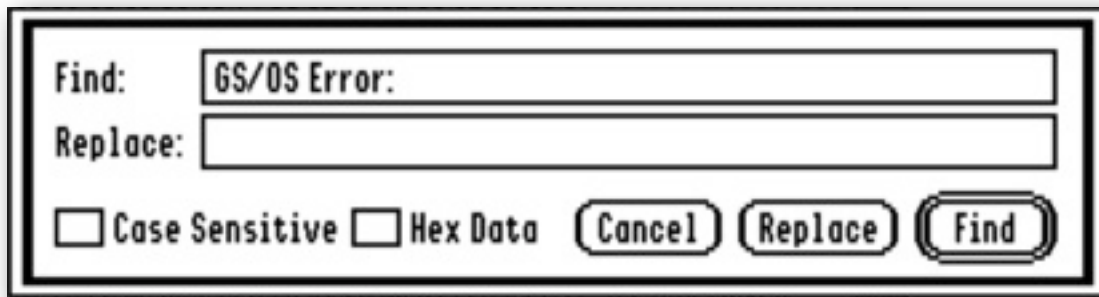 Find: GS/OS Error:
Replace:
Case Sensitive Hex Data Cancel Replace Find